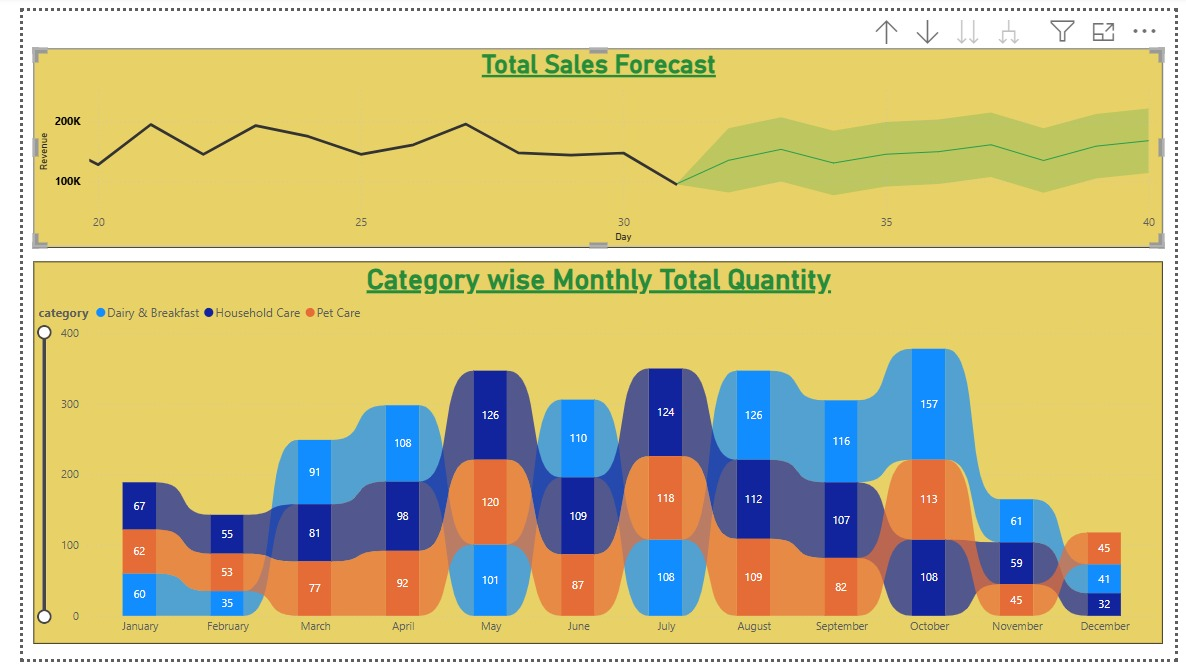 Total Sales Forecast
200K
100K
Revenue
20 25 30 35 40
Day
Category wise Monthly Total Quantity
category Dairy & Breakfast Household Care Pet Care
400
300
200
100
0
67 62 60
55 53 35
91 81 77
108 98 92
126 120 101
110 109 87
124 118 108
126 112 109
116 107 82
157 113 108
61 59 45
45 41 32
January February March April May June July August September October November December